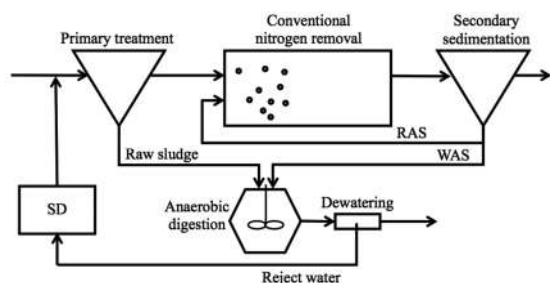 Primary treatment
Conventional
nitrogen removal
Secondary
sedimentation
RAS
Raw sludge
WAS
Anaerobic
digestion
Dewatering
SD
Reject water